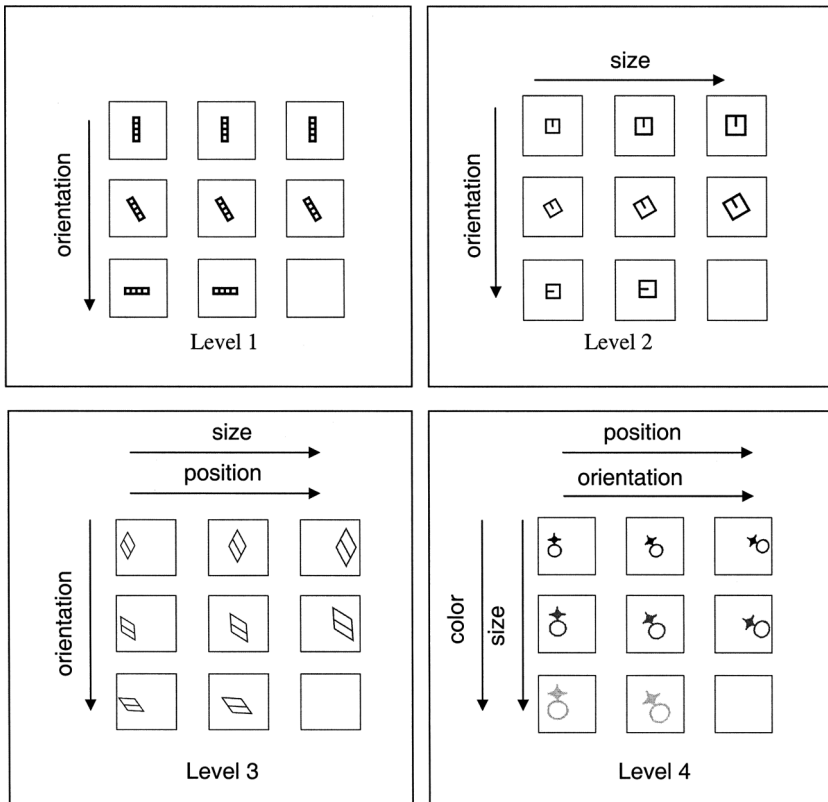 orientation
Level 1
size
orientation
Level 2
size
position
orientation
Level 3
position
orientation
color
size
Level 4